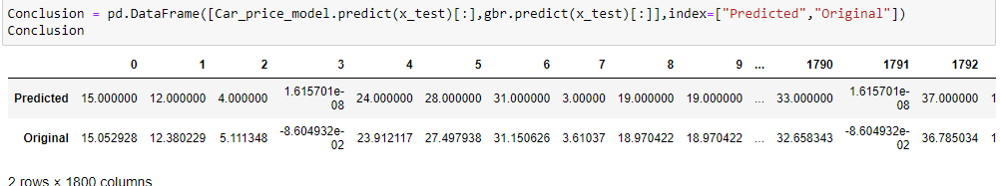 Conclusion = pd.DataFrame([Car_price_model.predict(x_test)[:],gbr.predict(x_test)[:]],index=["Predicted","Original"])
Conclusion
0 1 2 3 4 5 6 7 8 9 ... 1790 1791 1792
Predicted 15.000000 12.000000 4.000000 1.615701e-08 24.000000 28.000000 31.000000 3.00000 19.000000 19.000000 ... 33.000000 1.615701e-08 37.000000 1
Original 15.052928 12.380229 5.111348 -8.604932e-02 23.912117 27.497938 31.150626 3.61037 18.970422 18.970422 ... 32.658343 -8.604932e-02 36.785034 1
2 rows × 1800 columns